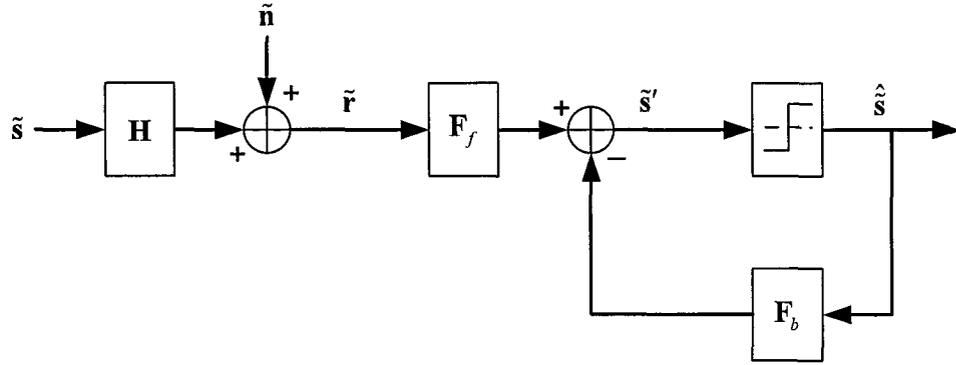 ñ
+
r̃
+
s̃′
ŝ̃
s̃
H
+
F_f
−
F_b